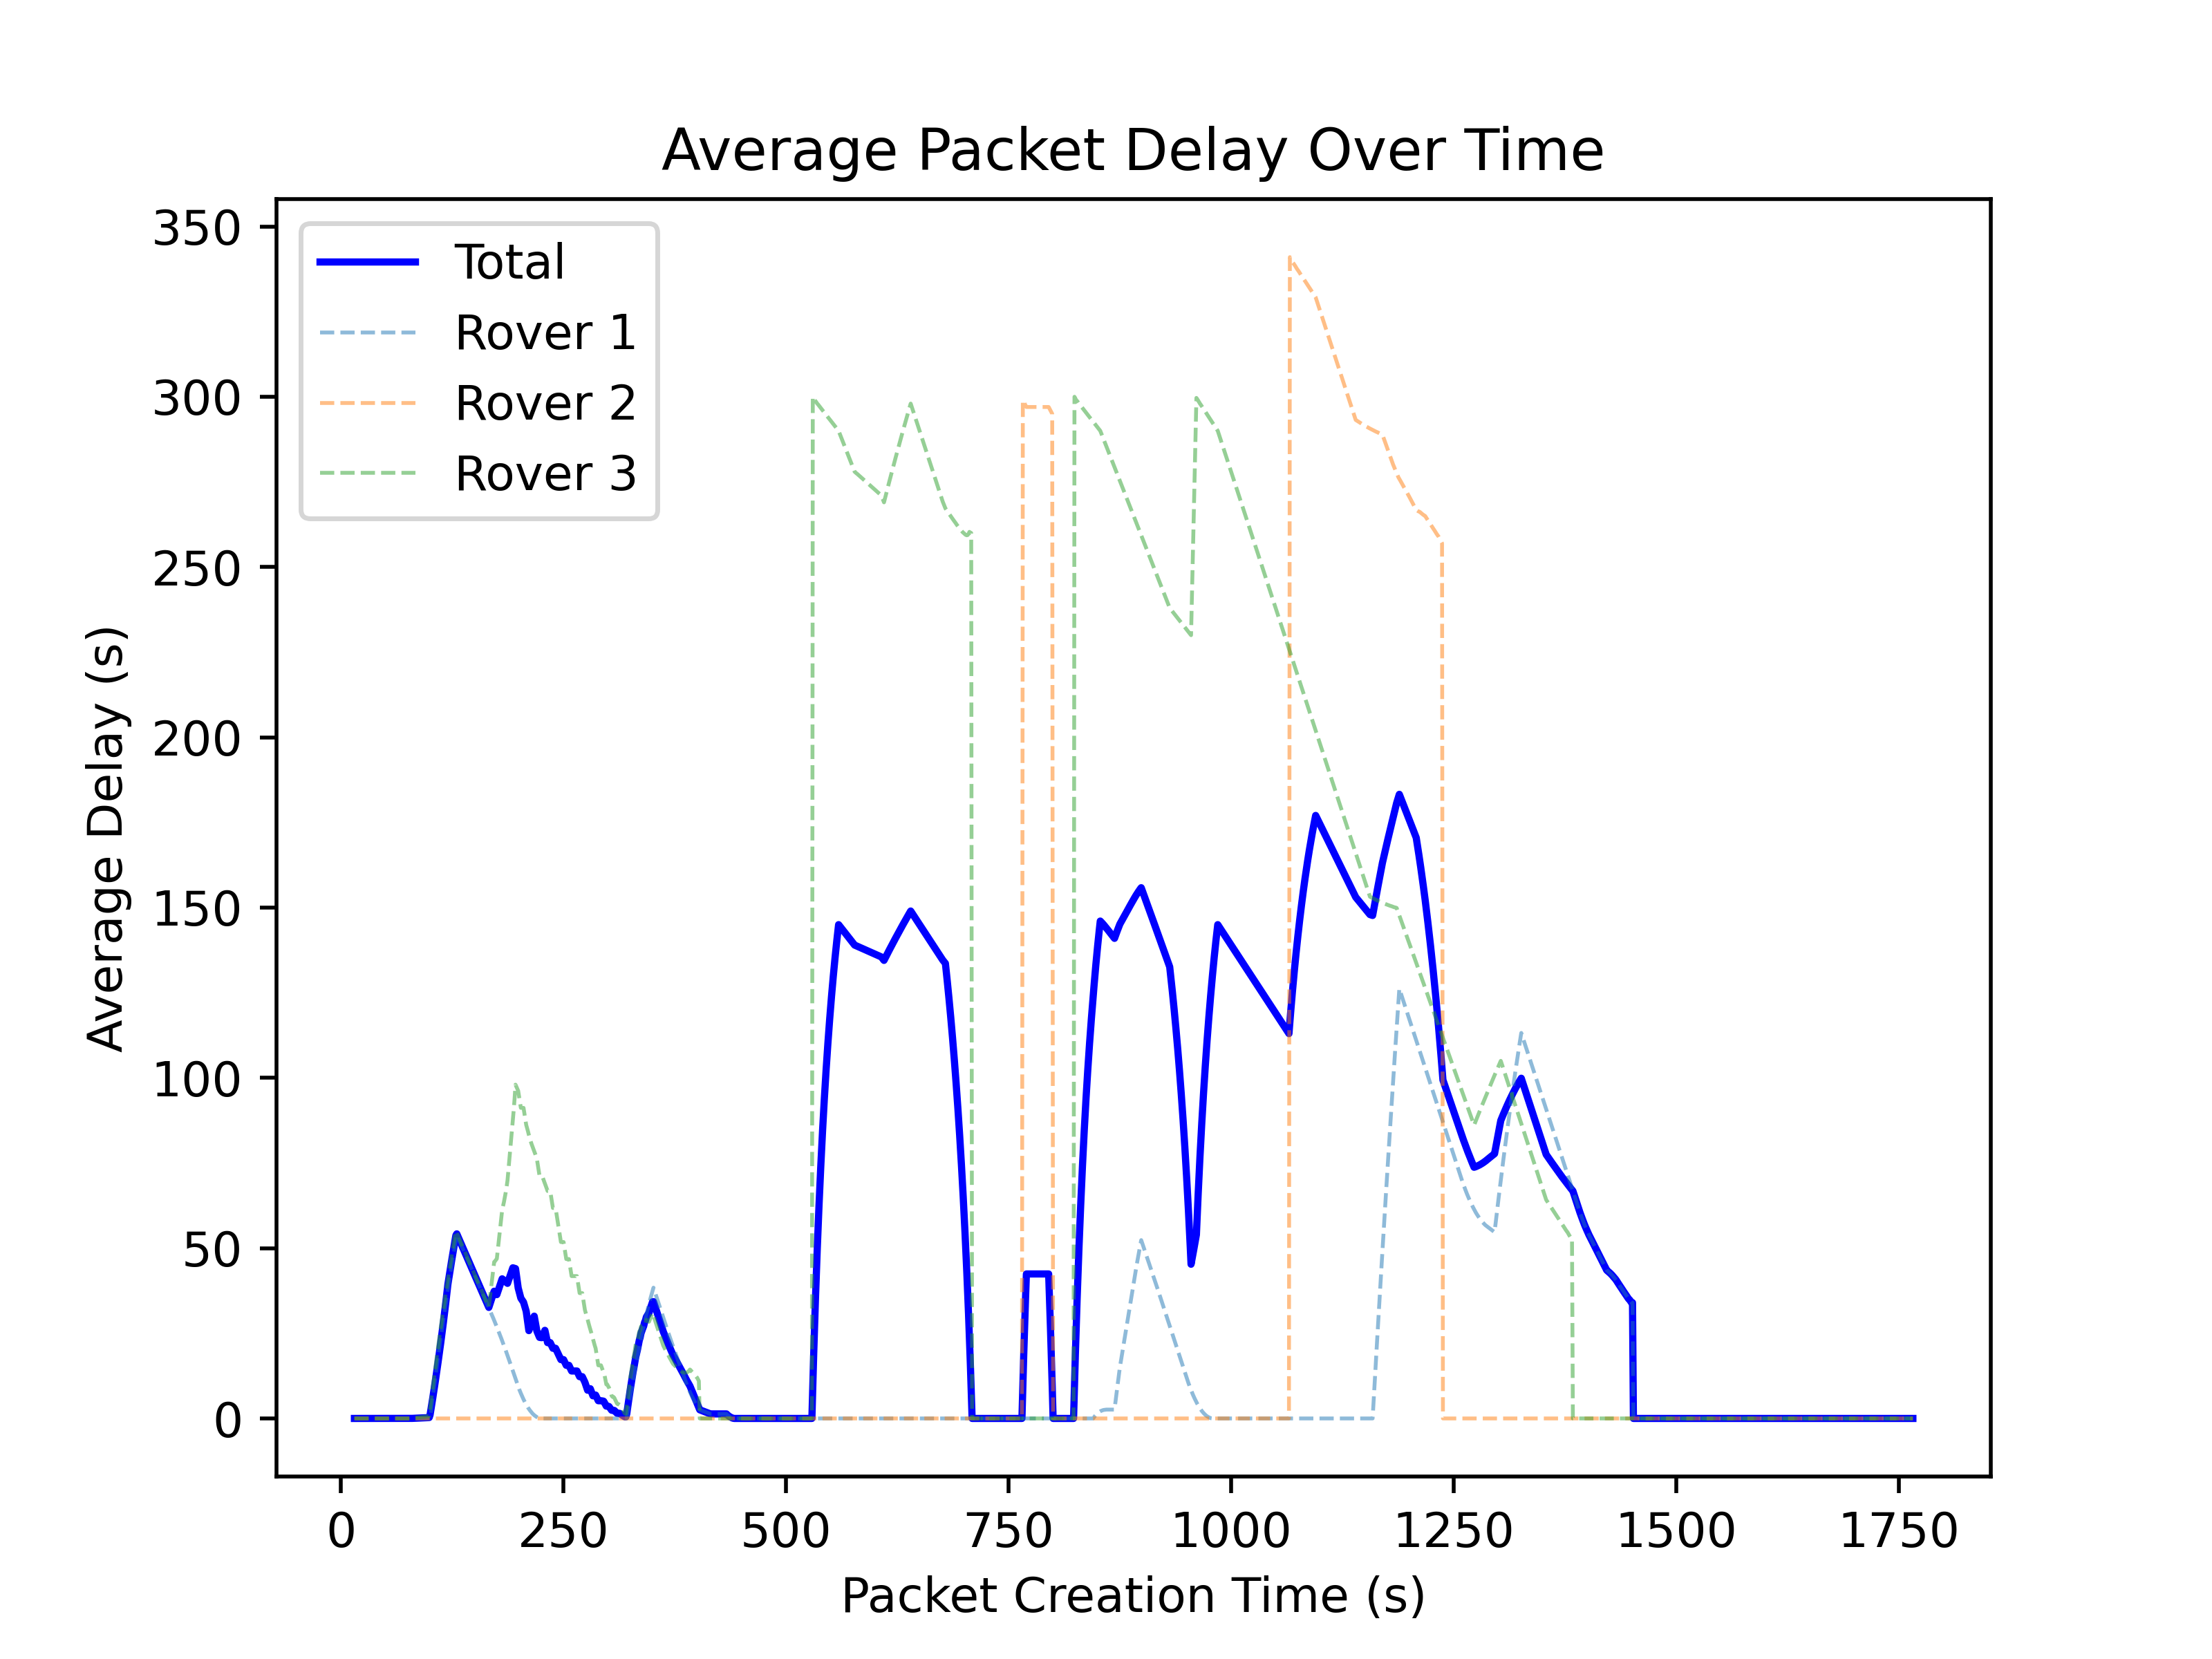 Average Packet Delay Over Time
350
300
250
200
150
100
50
0
Average Delay (s)
Total
Rover 1
Rover 2
Rover 3
0 250 500 750 1000 1250 1500 1750
Packet Creation Time (s)